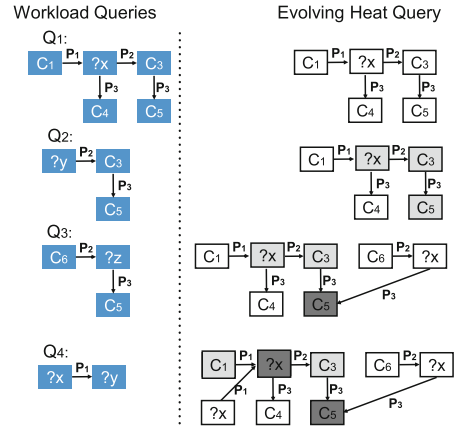 Workload Queries Evolving Heat Query
Q1:
C1 P1 ?x P2 C3 C1 P1 ?x P2 C3
P3 P3 P3 P3
C4 C5 C4 C5
Q2:
?y P2 C3 C1 P1 ?x P2 C3
P3 P3 P3
C5 C4 C5
Q3:
C6 P2 ?z C1 P1 ?x P2 C3 C6 P2 ?x
P3 P3 P3 P3
C5 C4 C5
Q4:
?x P1 ?y C1 P1 ?x P2 C3 C6 P2 ?x
P1 P3 P3 P3
?x C4 C5